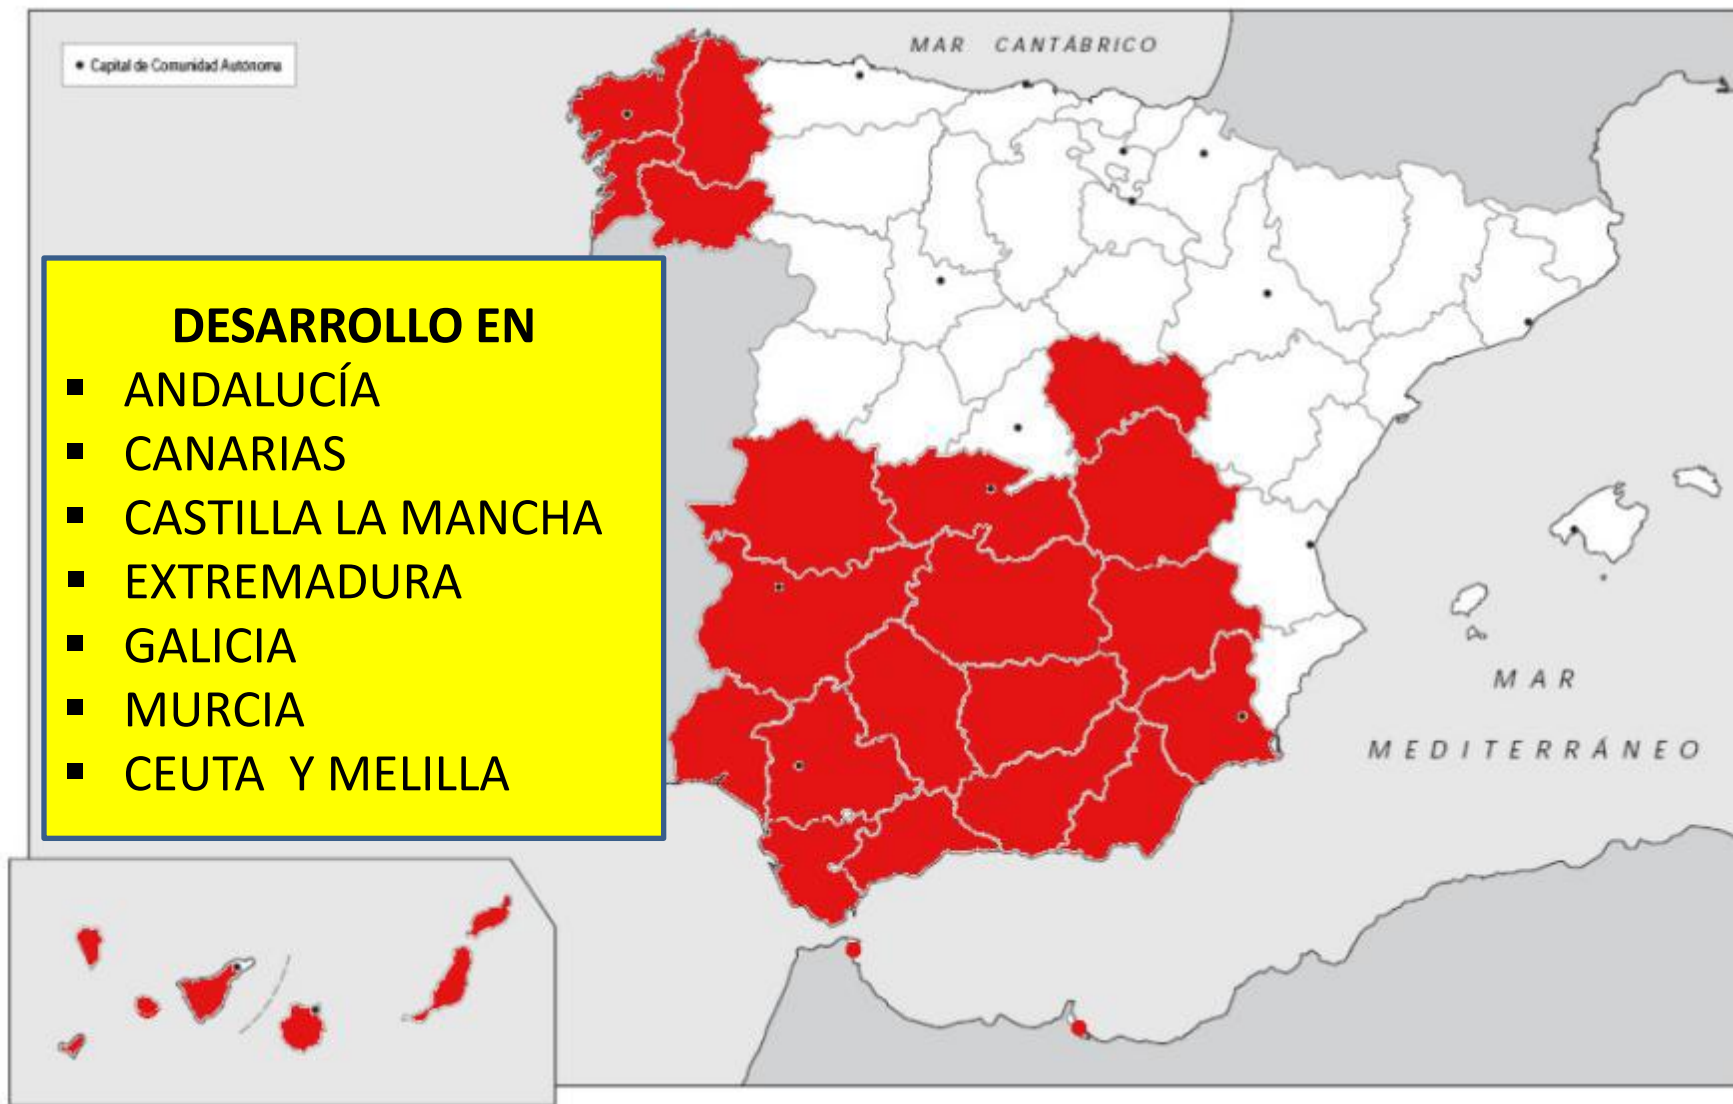 • Capital de Comunidad Autónoma
MAR CANTÁBRICO
DESARROLLO EN
▪ ANDALUCÍA
▪ CANARIAS
▪ CASTILLA LA MANCHA
▪ EXTREMADURA
▪ GALICIA
▪ MURCIA
▪ CEUTA Y MELILLA
MAR
MEDITERRÁNEO